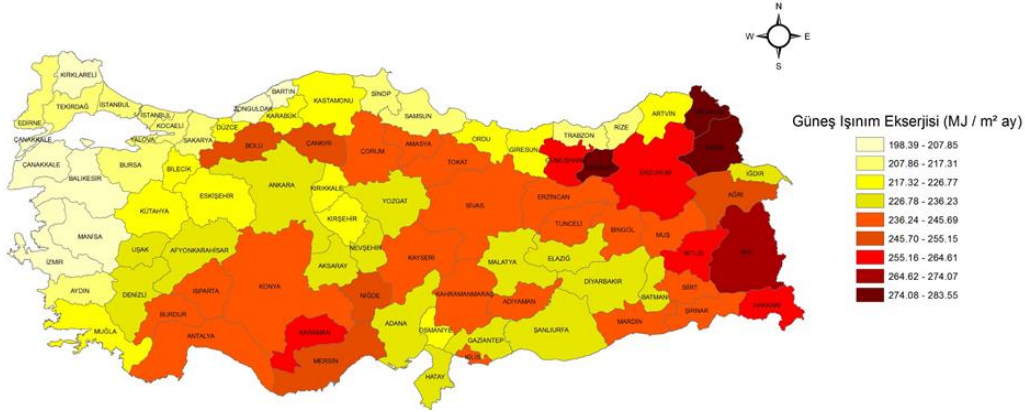 N
W E
S
Güneş Işınım Ekserjisi (MJ / m² ay)
198.39 - 207.85
207.86 - 217.31
217.32 - 226.77
226.78 - 236.23
236.24 - 245.69
245.70 - 255.15
255.16 - 264.61
264.62 - 274.07
274.08 - 283.55
KIRKLARELİ
TEKİRDAĞ
EDİRNE
İSTANBUL
İSTANBUL
KOCAELİ
YALOVA
SAKARYA
DÜZCE
ZONGULDAK
BARTIN
KARABÜK
KASTAMONU
SİNOP
SAMSUN
ORDU
GİRESUN
TRABZON
RİZE
ARTVİN
ÇANAKKALE
ÇANAKKALE
BALIKESİR
BURSA
BİLECİK
BOLU
ÇANKIRI
ÇORUM
AMASYA
TOKAT
ERZURUM
IĞDIR
AĞRI
KÜTAHYA
ESKİŞEHİR
ANKARA
KIRIKKALE
KIRŞEHİR
YOZGAT
SİVAS
ERZİNCAN
TUNCELİ
BİNGÖL
MUŞ
BİTLİS
VAN
MANİSA
İZMİR
UŞAK
AFYONKARAHİSAR
AKSARAY
NEVŞEHİR
KAYSERİ
MALATYA
ELAZIĞ
DİYARBAKIR
BATMAN
SİİRT
ŞIRNAK
HAKKARİ
AYDIN
DENİZLİ
ISPARTA
KONYA
NİĞDE
KAHRAMANMARAŞ
ADIYAMAN
ŞANLIURFA
MARDİN
MUĞLA
BURDUR
ANTALYA
KARAMAN
MERSİN
ADANA
OSMANİYE
GAZİANTEP
KİLİS
HATAY